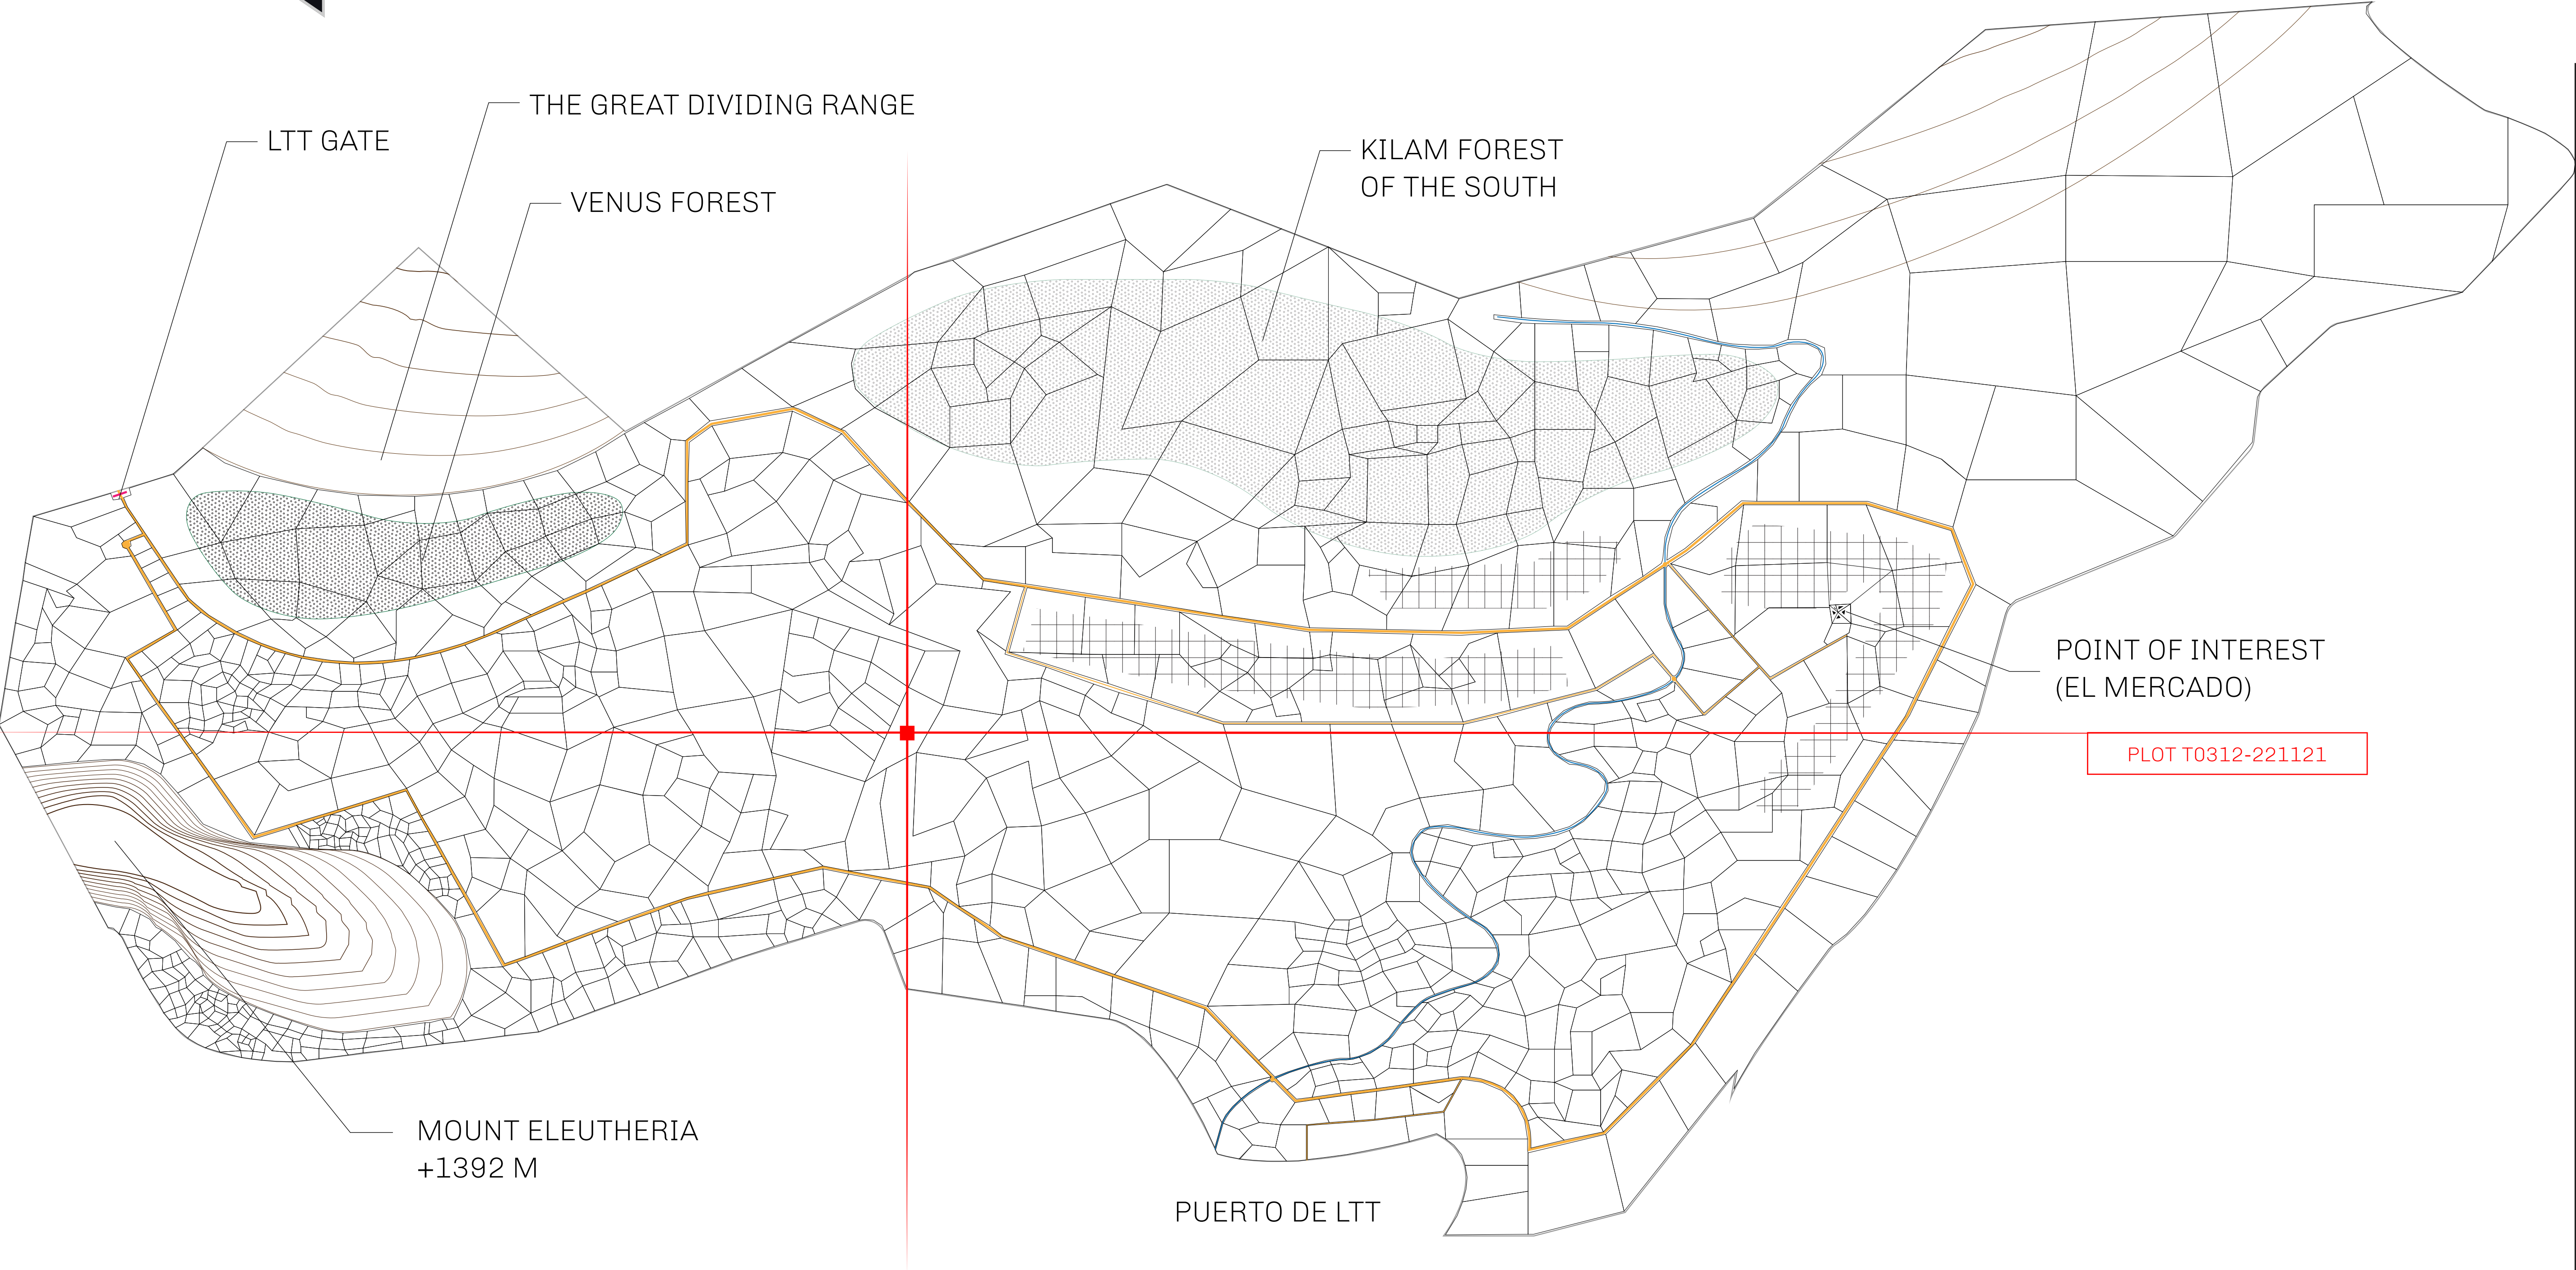 THE GREAT DIVIDING RANGE
LTT GATE
VENUS FOREST
KILAM FOREST
OF THE SOUTH
POINT OF INTEREST
(EL MERCADO)
PLOT T0312-221121
MOUNT ELEUTHERIA
+1392 M
PUERTO DE LTT